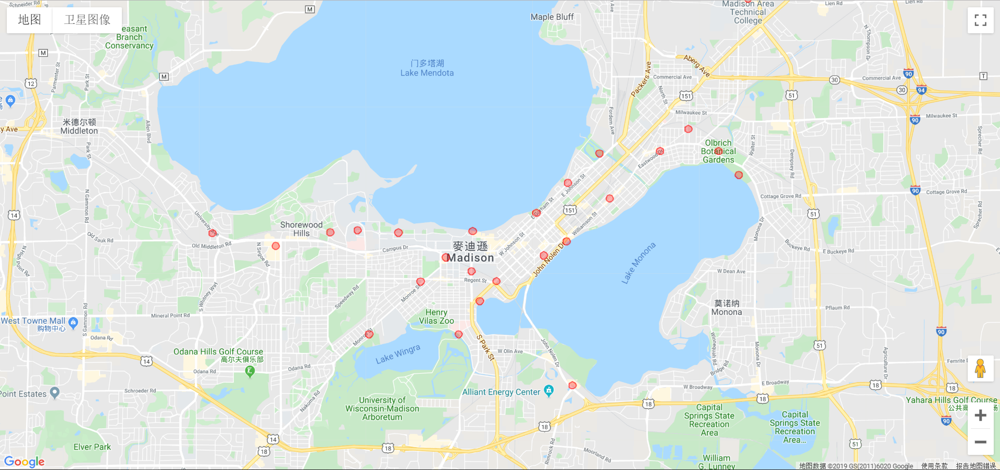 Schneider Rd
地图
卫星图像
M
Maple Bluff
Madison Area
Technical
College
Lien Rd
Lien Rd
easant
Branch
Conservancy
N Thompson Dr
M
Parmenter St
Park St
12
M
门多塔湖
Lake Mendota
Packers Ave
Aberg Ave
Commercial Ave
30
Commercial Ave
90
T
30
94
North St
151
51
米德尔顿
Middleton
Allen Blvd
y Ave
Fordem Ave
Milwaukee St
Milwaukee St
90
Sprecher Rd
Park St
Olbrich
Botanical
Gardens
Walter St
Eastwood Dr
Dempsey Rd
14
E Johnson St
N Gammon Rd
Cottage Grove Rd
90
Cottage Grove Rd
E Gorham St
151
14
51
University Ave
Shorewood
Hills
Williamson St
Monona Dr
Sprecher Rd
Old Sauk Rd
Old Middleton Rd
N Segoe Rd
Campus Dr
麥迪遜
Madison
W Johnson St
John Nolen Dr
Lake Monona
Buckeye Rd
E Buckeye Rd
N High Point Rd
W Dean Ave
Regent St
Monroe St
Speedway Rd
S Whitney Way
莫诺纳
Monona
Pflaum Rd
Mineral Point Rd
Henry
Vilas Zoo
West Towne Mall
购物中心
S Gammon Rd
Odana Rd
90
Monroe St
S Park St
W Olin Ave
John Nolen Dr
Winnequah Rd
Monona Dr
51
Agriculture Dr
Odana Hills Golf Course
高尔夫俱乐部
Lake Wingra
14
Odana Rd
Odana Rd
Bridge Rd
Femrite D
Schroeder Rd
Point Estates
Nakoma Rd
Alliant Energy Center
W Broadway
E Broadway
18
18
18
18
University of
Wisconsin-Madison
Arboretum
Yahara Hills Golf Course
公共高
场
Capital
Springs State
Recreation
Area
Capital
Springs State
Recreation
Area...
90
18
14
18
18
51
Elver Park
Rimrock Rd
Moorland Rd
William
G. Lunney
Google
地图数据 ©2019 GS(2011)6020 Google
使用条款
报告地图错误